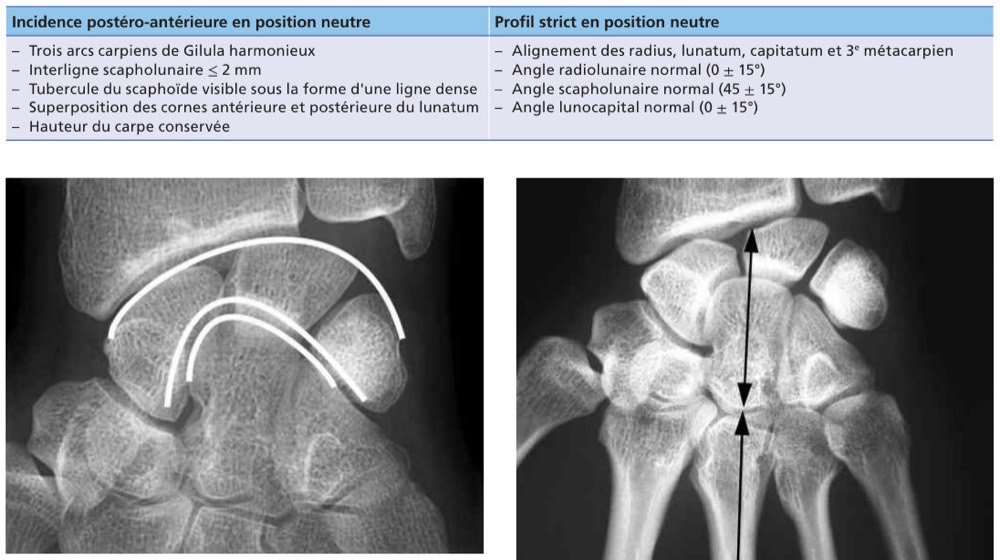 Incidence postéro-antérieure en position neutre
– Trois arcs carpiens de Gilula harmonieux
– Interligne scapholunaire ≤ 2 mm
– Tubercule du scaphoïde visible sous la forme d'une ligne dense
– Superposition des cornes antérieure et postérieure du lunatum
– Hauteur du carpe conservée
Profil strict en position neutre
– Alignement des radius, lunatum, capitatum et 3ᵉ métacarpien
– Angle radiolunaire normal (0 ± 15°)
– Angle scapholunaire normal (45 ± 15°)
– Angle lunocapital normal (0 ± 15°)